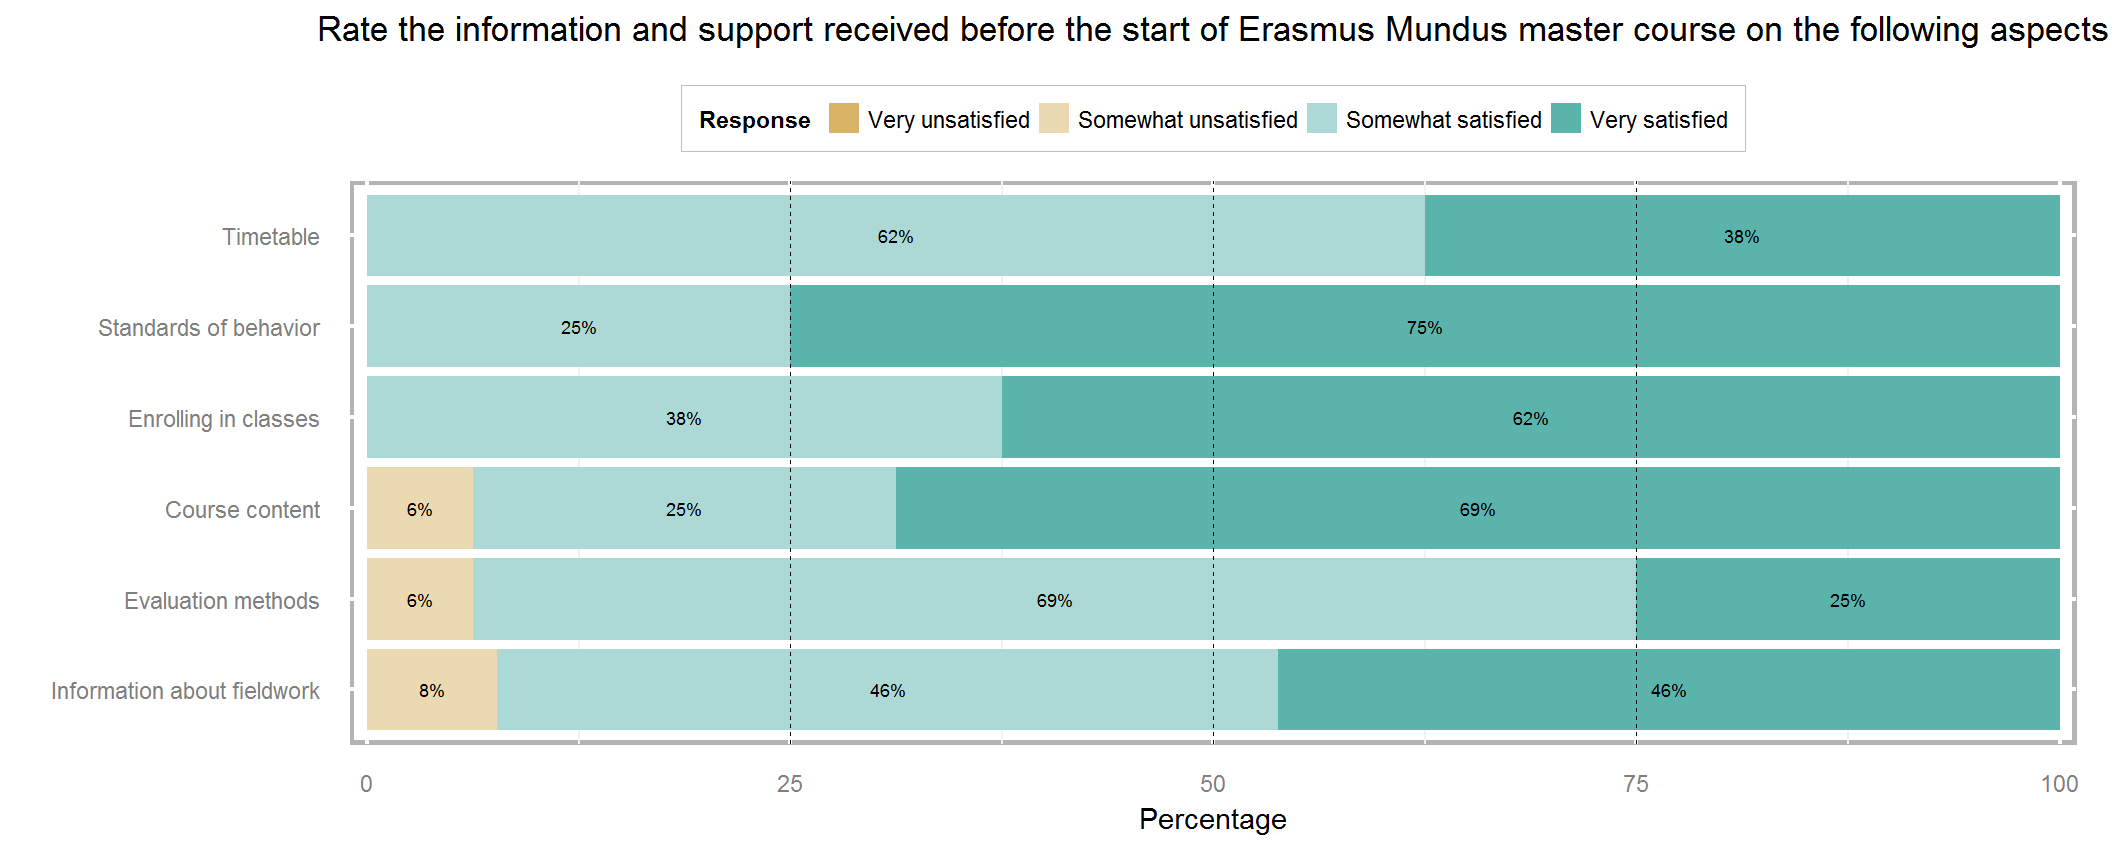 Rate the information and support received before the start of Erasmus Mundus master course on the following aspects
Response Very unsatisfied Somewhat unsatisfied Somewhat satisfied Very satisfied
Timetable 62% 38%
Standards of behavior 25% 75%
Enrolling in classes 38% 62%
Course content 6% 25% 69%
Evaluation methods 6% 69% 25%
Information about fieldwork 8% 46% 46%
0 25 50 75 100
Percentage